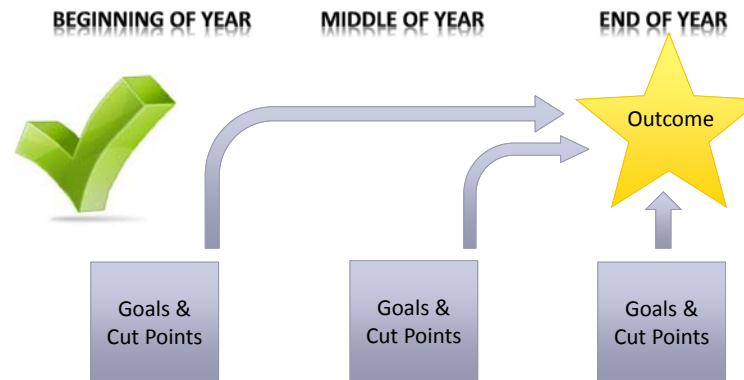 BEGINNING OF YEAR
MIDDLE OF YEAR
END OF YEAR
Outcome
Goals &
Cut Points
Goals &
Cut Points
Goals &
Cut Points